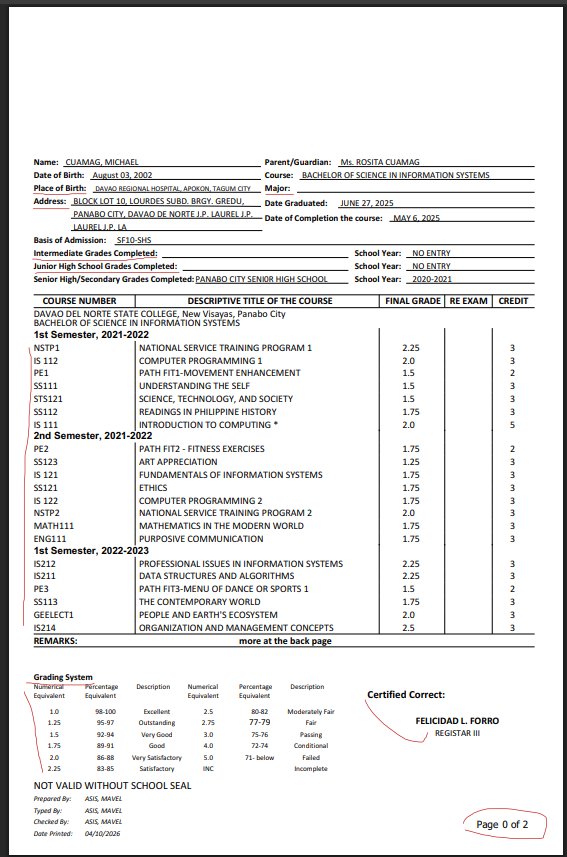 Name: CUAMAG, MICHAEL Parent/Guardian: Ms. ROSITA CUAMAG
Date of Birth: August 03, 2002 Course: BACHELOR OF SCIENCE IN INFORMATION SYSTEMS
Place of Birth: DAVAO REGIONAL HOSPITAL, APOKON, TAGUM CITY Major:
Address: BLOCK LOT 10, LOURDES SUBD. BRGY. GREDU, Date Graduated: JUNE 27, 2025
PANABO CITY, DAVAO DE NORTE J.P. LAUREL J.P. Date of Completion the course: MAY 6, 2025
LAUREL J.P. LA
Basis of Admission: SF10-SHS
Intermediate Grades Completed: School Year: NO ENTRY
Junior High School Grades Completed: School Year: NO ENTRY
Senior High/Secondary Grades Completed: PANABO CITY SENIOR HIGH SCHOOL School Year: 2020-2021
COURSE NUMBER DESCRIPTIVE TITLE OF THE COURSE FINAL GRADE RE EXAM CREDIT
DAVAO DEL NORTE STATE COLLEGE, New Visayas, Panabo City
BACHELOR OF SCIENCE IN INFORMATION SYSTEMS
1st Semester, 2021-2022
NSTP1 NATIONAL SERVICE TRAINING PROGRAM 1 2.25 3
IS 112 COMPUTER PROGRAMMING 1 2.0 3
PE1 PATH FIT1-MOVEMENT ENHANCEMENT 1.5 2
SS111 UNDERSTANDING THE SELF 1.5 3
STS121 SCIENCE, TECHNOLOGY, AND SOCIETY 1.5 3
SS112 READINGS IN PHILIPPINE HISTORY 1.75 3
IS 111 INTRODUCTION TO COMPUTING * 2.0 5
2nd Semester, 2021-2022
PE2 PATH FIT2 - FITNESS EXERCISES 1.75 2
SS123 ART APPRECIATION 1.25 3
IS 121 FUNDAMENTALS OF INFORMATION SYSTEMS 1.75 3
SS121 ETHICS 1.75 3
IS 122 COMPUTER PROGRAMMING 2 1.75 3
NSTP2 NATIONAL SERVICE TRAINING PROGRAM 2 2.0 3
MATH111 MATHEMATICS IN THE MODERN WORLD 1.75 3
ENG111 PURPOSIVE COMMUNICATION 1.75 3
1st Semester, 2022-2023
IS212 PROFESSIONAL ISSUES IN INFORMATION SYSTEMS 2.25 3
IS211 DATA STRUCTURES AND ALGORITHMS 2.25 3
PE3 PATH FIT3-MENU OF DANCE OR SPORTS 1 1.5 2
SS113 THE CONTEMPORARY WORLD 1.75 3
GEELECT1 PEOPLE AND EARTH'S ECOSYSTEM 2.0 3
IS214 ORGANIZATION AND MANAGEMENT CONCEPTS 2.5 3
REMARKS: more at the back page
Grading System
Numerical Percentage Description Numerical Percentage Description
Equivalent Equivalent Equivalent Equivalent
1.0 98-100 Excellent 2.5 80-82 Moderately Fair
1.25 95-97 Outstanding 2.75 77-79 Fair
1.5 92-94 Very Good 3.0 75-76 Passing
1.75 89-91 Good 4.0 72-74 Conditional
2.0 86-88 Very Satisfactory 5.0 71- below Failed
2.25 83-85 Satisfactory INC Incomplete
Certified Correct:
FELICIDAD L. FORRO
REGISTAR III
NOT VALID WITHOUT SCHOOL SEAL
Prepared By: ASIS, MAVEL
Typed By: ASIS, MAVEL
Checked By: ASIS, MAVEL
Date Printed: 04/10/2026
Page 0 of 2